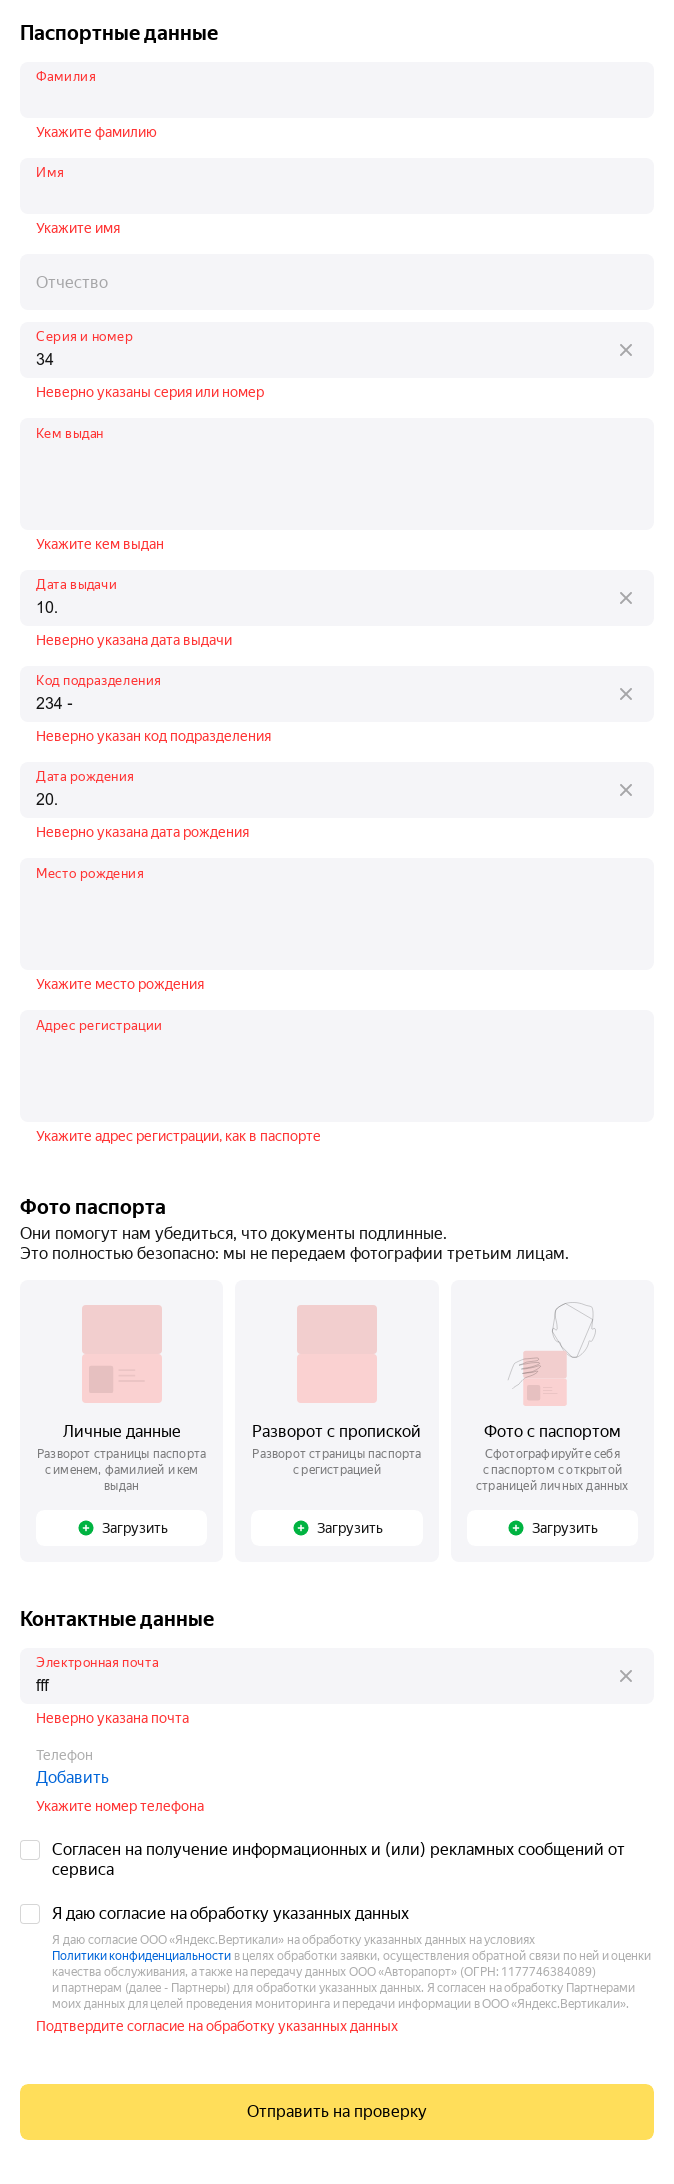 Паспортные данные
Фамилия
Укажите фамилию
Имя
Укажите имя
Отчество
Серия и номер
34
Неверно указаны серия или номер
Кем выдан
Укажите кем выдан
Дата выдачи
10.
Неверно указана дата выдачи
Код подразделения
234 -
Неверно указан код подразделения
Дата рождения
20.
Неверно указана дата рождения
Место рождения
Укажите место рождения
Адрес регистрации
Укажите адрес регистрации, как в паспорте
Фото паспорта
Они помогут нам убедиться, что документы подлинные.
Это полностью безопасно: мы не передаем фотографии третьим лицам.
Личные данные
Разворот страницы паспорта
с именем, фамилией и кем
выдан
Загрузить
Разворот с пропиской
Разворот страницы паспорта
с регистрацией
Загрузить
Фото с паспортом
Сфотографируйте себя
с паспортом с открытой
страницей личных данных
Загрузить
Контактные данные
Электронная почта
fff
Неверно указана почта
Телефон
Добавить
Укажите номер телефона
Согласен на получение информационных и (или) рекламных сообщений от
сервиса
Я даю согласие на обработку указанных данных
Я даю согласие ООО «Яндекс.Вертикали» на обработку указанных данных на условиях
Политики конфиденциальности в целях обработки заявки, осуществления обратной связи по ней и оценки
качества обслуживания, а также на передачу данных ООО «Авторапорт» (ОГРН: 1177746384089)
и партнерам (далее - Партнеры) для обработки указанных данных. Я согласен на обработку Партнерами
моих данных для целей проведения мониторинга и передачи информации в ООО «Яндекс.Вертикали».
Подтвердите согласие на обработку указанных данных
Отправить на проверку